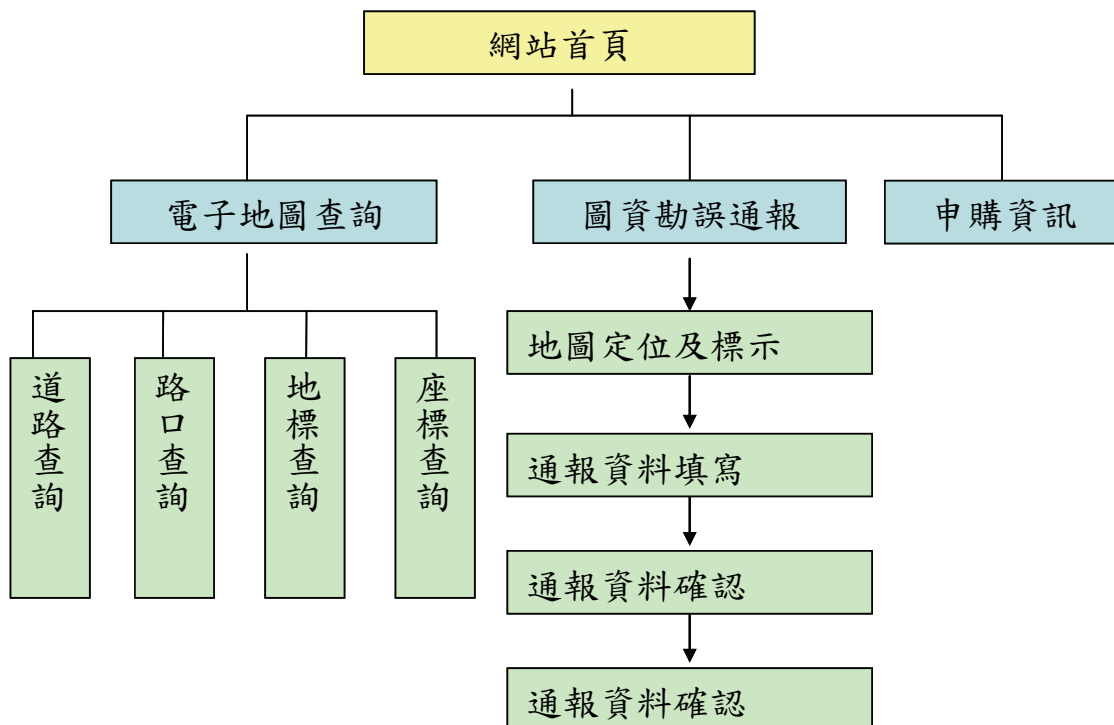 網站首頁
電子地圖查詢
圖資勘誤通報
申購資訊
道路查詢
路口查詢
地標查詢
座標查詢
地圖定位及標示
通報資料填寫
通報資料確認
通報資料確認